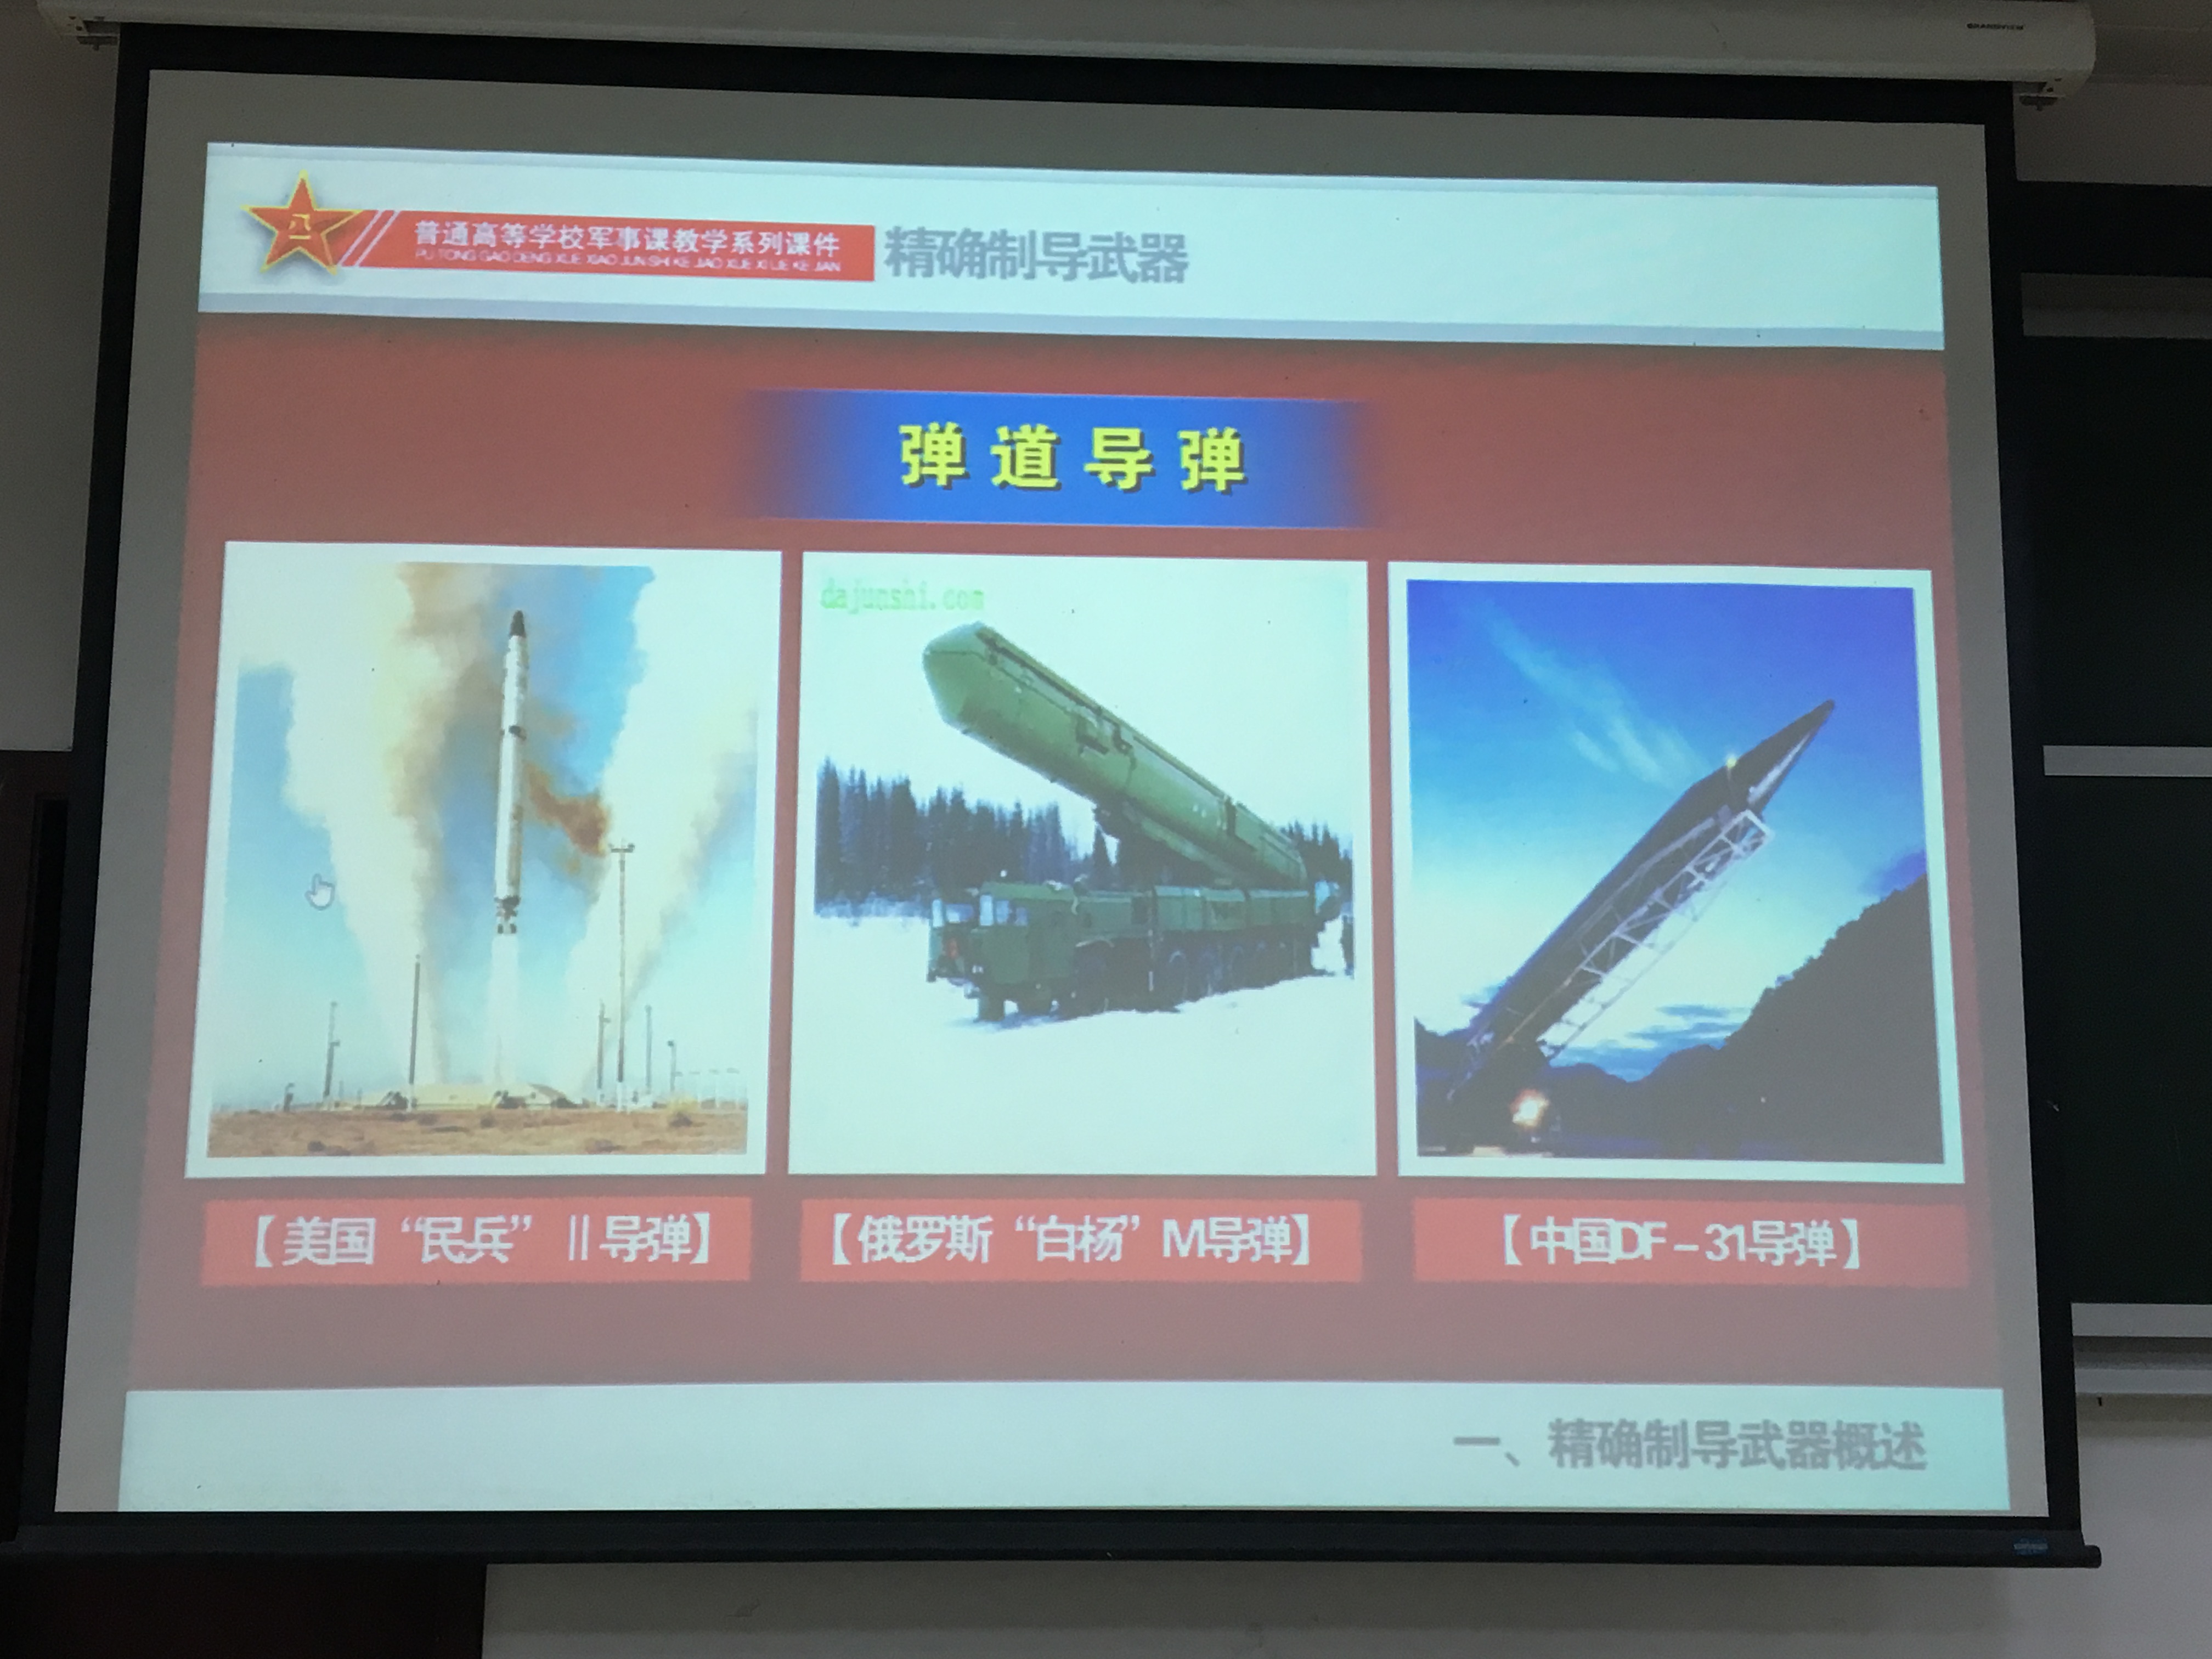 八一
普通高等学校军事课教学系列课件
PU TONG GAO DENG XUE XIAO JUN SHI KE JIAO XUE XI LIE KE JIAN
精确制导武器
弹道导弹
dajunshi.com
【美国“民兵”Ⅱ导弹】
【俄罗斯“白杨”M导弹】
【中国DF-31导弹】
一、精确制导武器概述